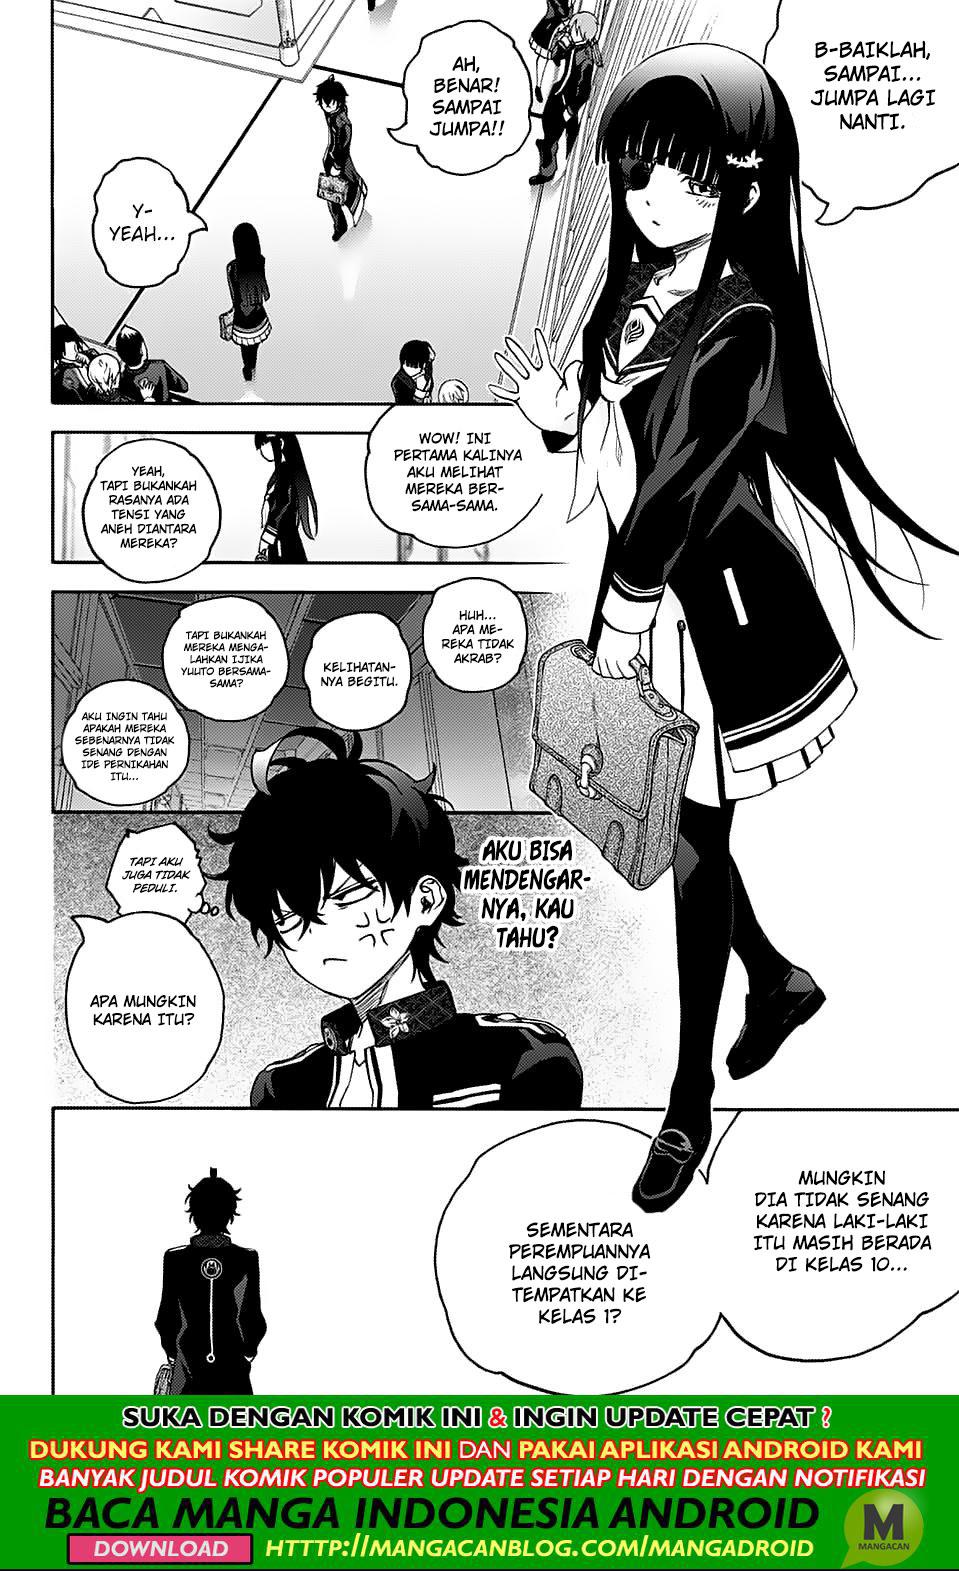 B-BAIKLAH,
SAMPAI...
JUMPA LAGI
NANTI.
AH,
BENAR!
SAMPAI
JUMPA!!
Y-
YEAH...
WOW! INI
PERTAMA KALINYA
AKU MELIHAT
MEREKA BER-
SAMA-SAMA.
YEAH,
TAPI BUKANKAH
RASANYA ADA
TENSI YANG
ANEH DIANTARA
MEREKA?
HUH...
APA ME-
REKA TIDAK
AKRAB?
KELIHATAN-
NYA BEGITU.
TAPI BUKANKAH
MEREKA MENGA-
LAHKAN IJIKA
YUUTO BERSAMA-
SAMA?
AKU INGIN TAHU
APAKAH MEREKA
SEBENARNYA TIDAK
SENANG DENGAN
IDE PERNIKAHAN
ITU...
AKU BISA
MENDENGAR-
NYA, KAU
TAHU?
TAPI AKU
JUGA TIDAK
PEDULI.
APA MUNGKIN
KARENA ITU?
MUNGKIN
DIA TIDAK SENANG
KARENA LAKI-LAKI
ITU MASIH BERADA
DI KELAS 10...
SEMENTARA
PEREMPUANNYA
LANGSUNG DI-
TEMPATKAN KE
KELAS 1?
SUKA DENGAN KOMIK INI & INGIN UPDATE CEPAT ?
DUKUNG KAMI SHARE KOMIK INI DAN PAKAI APLIKASI ANDROID KAMI
BANYAK JUDUL KOMIK POPULER UPDATE SETIAP HARI DENGAN NOTIFIKASI
BACA MANGA INDONESIA ANDROID
DOWNLOAD HTTTP://MANGACANBLOG.COM/MANGADROID
M
MANGACAN